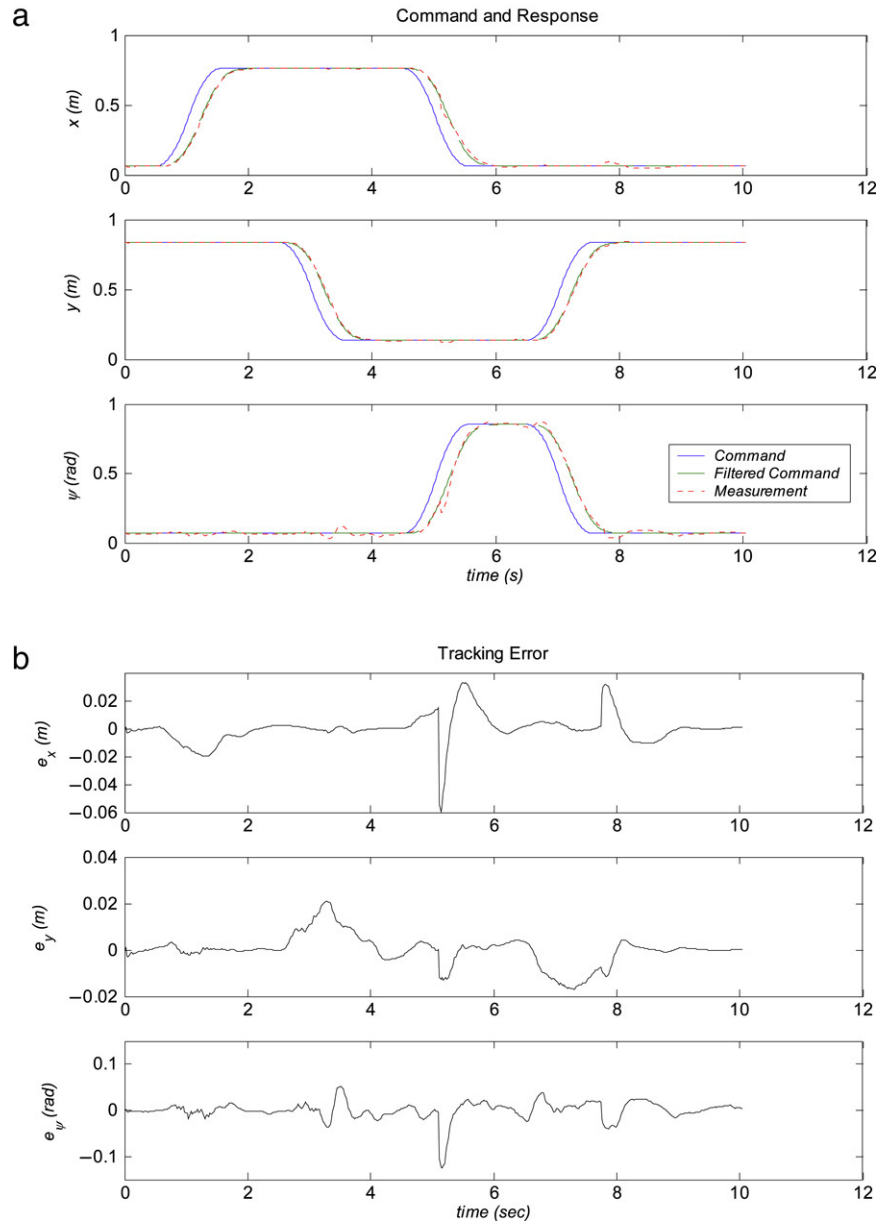 a
Command and Response
1
0.5
0
x (m)
0 2 4 6 8 10 12
1
0.5
0
y (m)
0 2 4 6 8 10 12
1
0.5
0
ψ (rad)
Command
Filtered Command
Measurement
0 2 4 6 8 10 12
time (s)
b
Tracking Error
0.02
0
−0.02
−0.04
−0.06
e_x (m)
0 2 4 6 8 10 12
0.04
0.02
0
−0.02
e_y (m)
0 2 4 6 8 10 12
0.1
0
−0.1
e_ψ (rad)
0 2 4 6 8 10 12
time (sec)